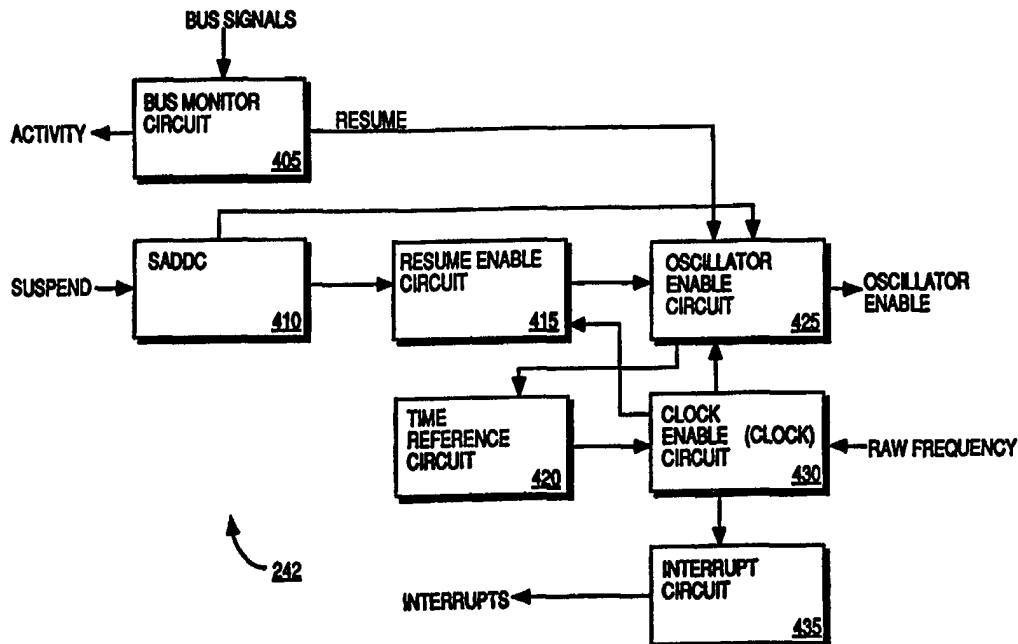 BUS SIGNALS
BUS MONITOR
CIRCUIT
405
ACTIVITY
RESUME
SUSPEND
SADDC
410
RESUME ENABLE
CIRCUIT
415
OSCILLATOR
ENABLE
CIRCUIT
425
OSCILLATOR
ENABLE
TIME
REFERENCE
CIRCUIT
420
CLOCK
ENABLE (CLOCK)
CIRCUIT
430
RAW FREQUENCY
242
INTERRUPTS
INTERRUPT
CIRCUIT
435